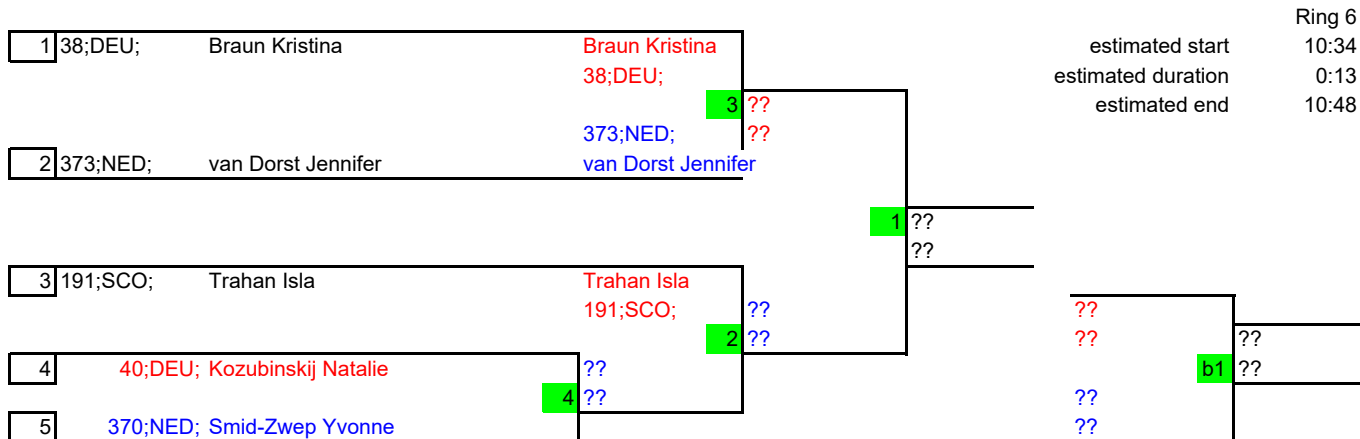 Ring 6
1 38;DEU; Braun Kristina Braun Kristina estimated start 10:34
38;DEU; estimated duration 0:13
3 ?? estimated end 10:48
373;NED; ??
2 373;NED; van Dorst Jennifer van Dorst Jennifer
1 ??
??
3 191;SCO; Trahan Isla Trahan Isla
191;SCO; ?? ??
2 ?? ?? ??
4 40;DEU; Kozubinskij Natalie ?? b1 ??
4 ?? ??
5 370;NED; Smid-Zwep Yvonne ??